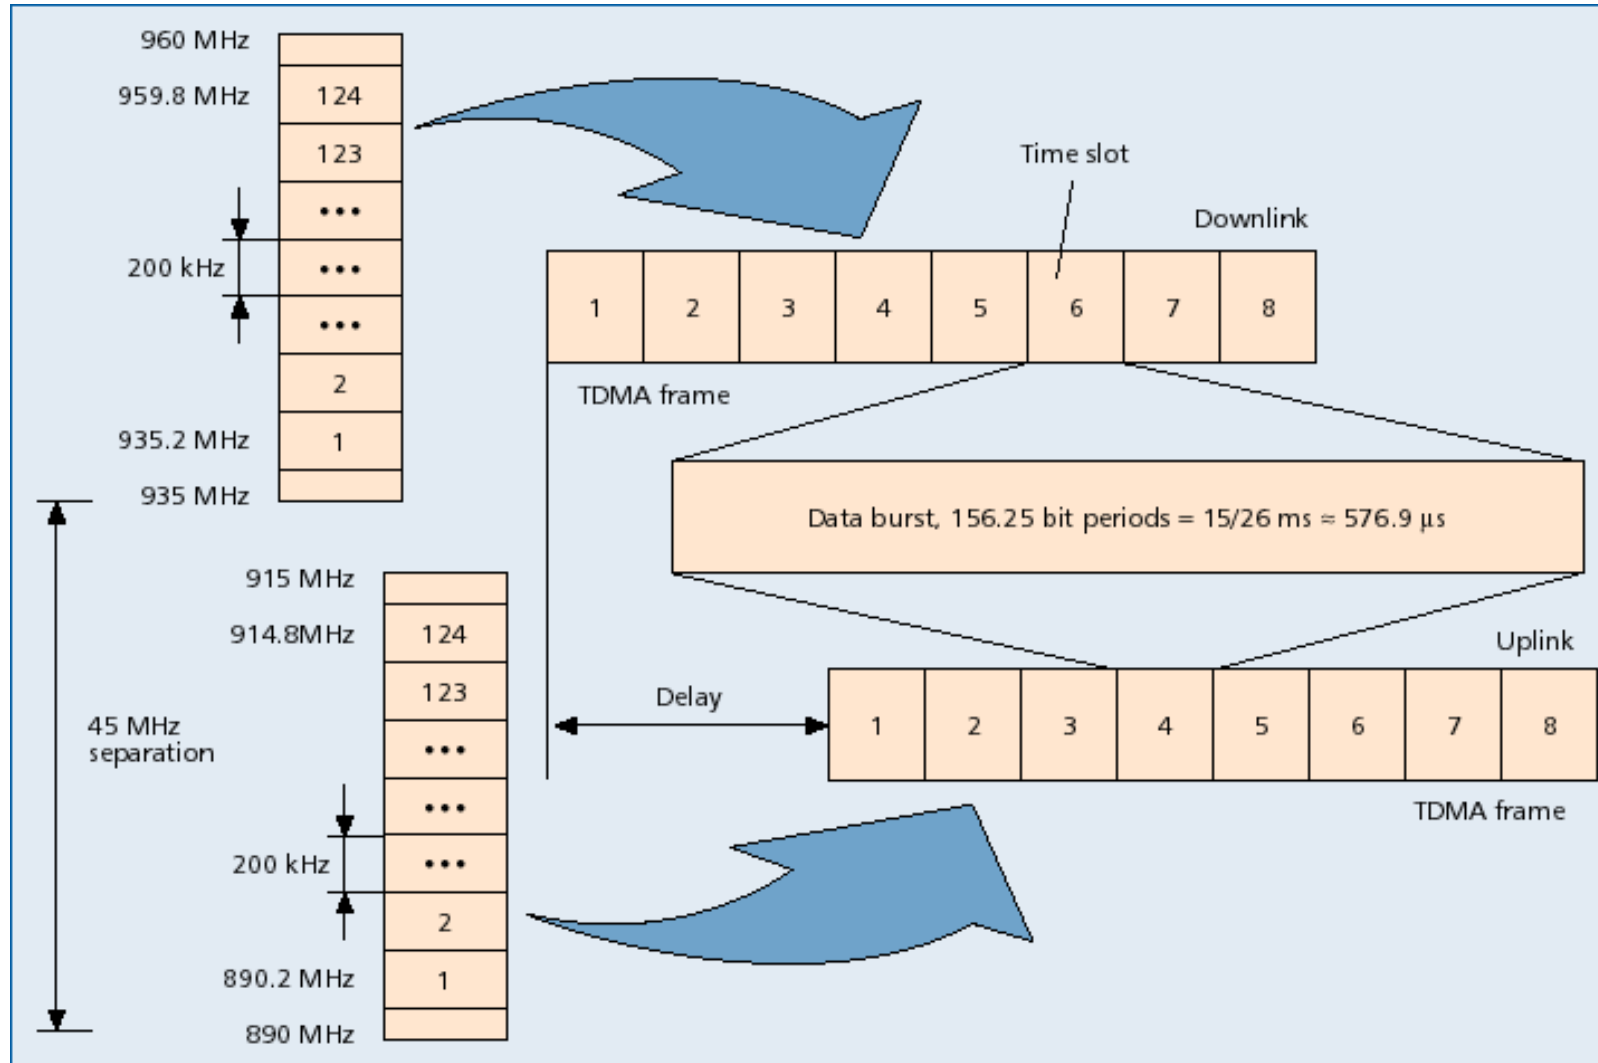 960 MHz
959.8 MHz
124
123
•••
200 kHz
•••
•••
2
935.2 MHz
1
935 MHz
Time slot
Downlink
1 2 3 4 5 6 7 8
TDMA frame
Data burst, 156.25 bit periods = 15/26 ms ≈ 576.9 μs
915 MHz
914.8MHz
124
123
•••
•••
200 kHz
•••
2
890.2 MHz
1
890 MHz
45 MHz
separation
Delay
Uplink
1 2 3 4 5 6 7 8
TDMA frame